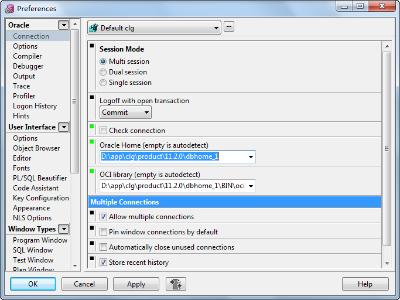 Preferences
Oracle
Connection
Options
Compiler
Debugger
Output
Trace
Profiler
Logon History
Hints
User Interface
Options
Object Browser
Editor
Fonts
PL/SQL Beautifier
Code Assistant
Key Configuration
Appearance
NLS Options
Window Types
Program Window
SQL Window
Test Window
Plan Window
Default clg
Session Mode
Multi session
Dual session
Single session
Logoff with open transaction
Commit
Check connection
Oracle Home (empty is autodetect)
D:\app\clg\product\11.2.0\dbhome_1
OCI library (empty is autodetect)
D:\app\clg\product\11.2.0\dbhome_1\BIN\oci
Multiple Connections
Allow multiple connections
Pin window connections by default
Automatically close unused connections
Store recent history
OK
Cancel
Apply
Help